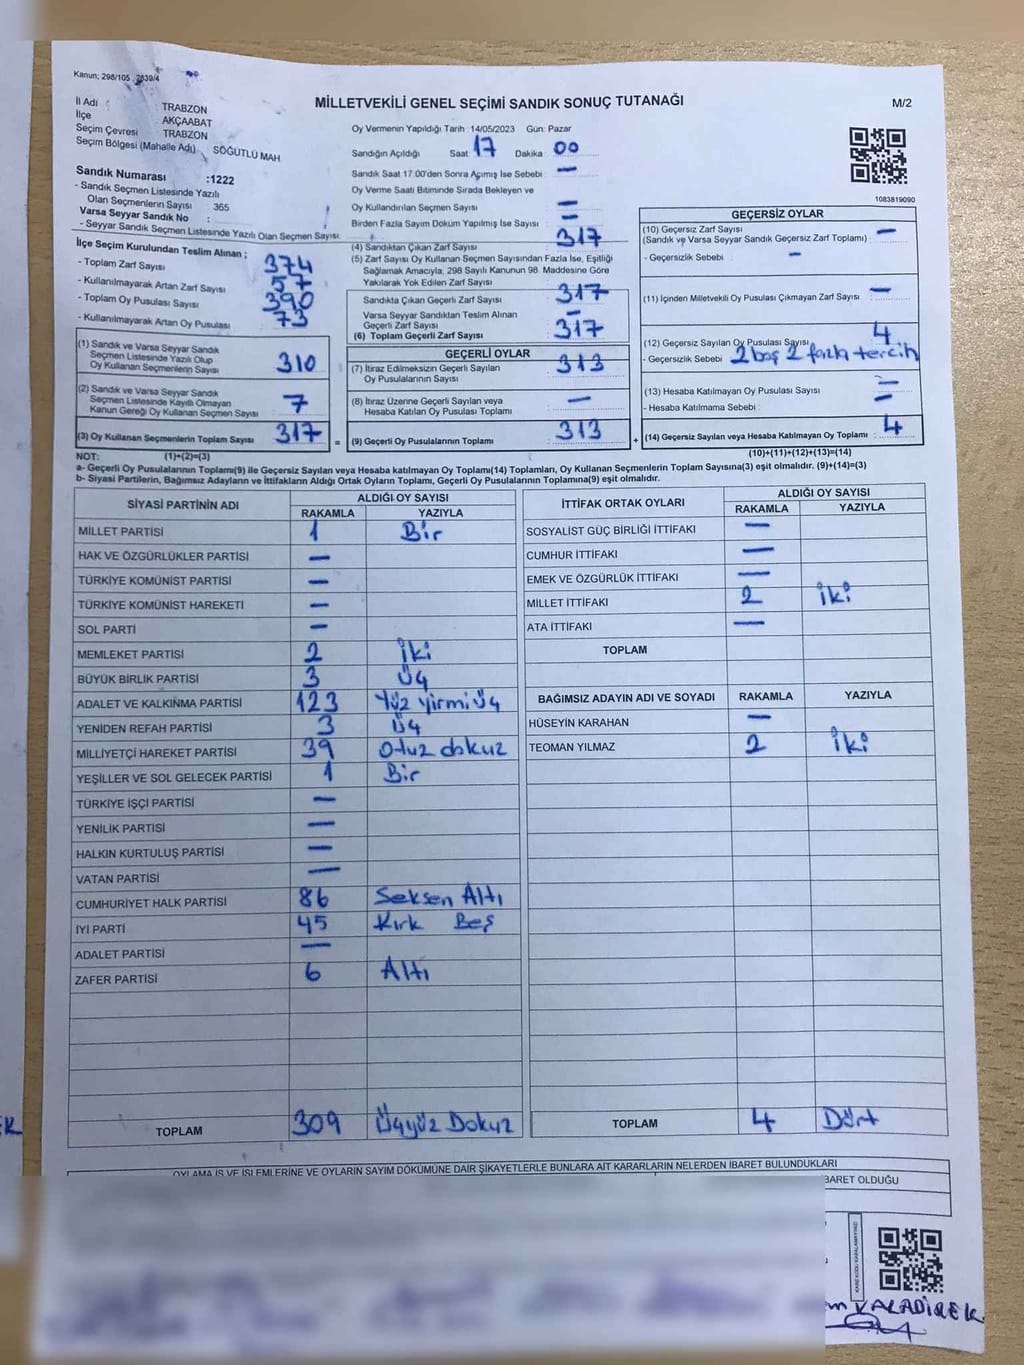 Kanun; 298/105 , 2839/4
MİLLETVEKİLİ GENEL SEÇİMİ SANDIK SONUÇ TUTANAĞI
M/2
İl Adı : TRABZON
İlçe : AKÇAABAT
Seçim Çevresi : TRABZON
Seçim Bölgesi (Mahalle Adı) : SÖĞÜTLÜ MAH
Sandık Numarası :1222
- Sandık Seçmen Listesinde Yazılı
Olan Seçmenlerin Sayısı : 365
Varsa Seyyar Sandık No :
- Seyyar Sandık Seçmen Listesinde Yazılı Olan Seçmen Sayısı:
İlçe Seçim Kurulundan Teslim Alınan ;
- Toplam Zarf Sayısı 374
- Kullanılmayarak Artan Zarf Sayısı 57
- Toplam Oy Pusulası Sayısı 390
- Kullanılmayarak Artan Oy Pusulası 73
(1) Sandık ve Varsa Seyyar Sandık
Seçmen Listesinde Yazılı Olup
Oy Kullanan Seçmenlerin Sayısı 310
(2) Sandık ve Varsa Seyyar Sandık
Seçmen Listesinde Kayıtlı Olmayan
Kanun Gereği Oy Kullanan Seçmen Sayısı 7
(3) Oy Kullanan Seçmenlerin Toplam Sayısı 317
Oy Vermenin Yapıldığı Tarih 14/05/2023 Gün: Pazar
Sandığın Açıldığı Saat: 17 Dakika : 00
Sandık Saat 17:00'den Sonra Açımış İse Sebebi —
Oy Verme Saati Bitiminde Sırada Bekleyen ve
Oy Kullandırılan Seçmen Sayısı —
Birden Fazla Sayım Döküm Yapılmış İse Sayısı —
(4) Sandıktan Çıkan Zarf Sayısı 317
(5) Zarf Sayısı Oy Kullanan Seçmen Sayısından Fazla İse, Eşitliği
Sağlamak Amacıyla, 298 Sayılı Kanunun 98. Maddesine Göre
Yakılarak Yok Edilen Zarf Sayısı —
Sandıkta Çıkan Geçerli Zarf Sayısı 317
Varsa Seyyar Sandıktan Teslim Alınan
Geçerli Zarf Sayısı —
(6) Toplam Geçerli Zarf Sayısı 317
GEÇERLİ OYLAR
(7) İtiraz Edilmeksizin Geçerli Sayılan
Oy Pusulalarının Sayısı 313
(8) İtiraz Üzerine Geçerli Sayılan veya
Hesaba Katılan Oy Pusulası Toplamı —
= (9) Geçerli Oy Pusulalarının Toplamı 313 +
1083819090
GEÇERSİZ OYLAR
(10) Geçersiz Zarf Sayısı
(Sandık ve Varsa Seyyar Sandık Geçersiz Zarf Toplamı) —
- Geçersizlik Sebebi : —
(11) İçinden Milletvekili Oy Pusulası Çıkmayan Zarf Sayısı —
(12) Geçersiz Sayılan Oy Pusulası Sayısı 4
- Geçersizlik Sebebi : 2 boş 2 fazla tercih
(13) Hesaba Katılmayan Oy Pusulası Sayısı —
- Hesaba Katılmama Sebebi : —
(14) Geçersiz Sayılan veya Hesaba Katılmayan Oy Toplamı 4
NOT: (1)+(2)=(3) (10)+(11)+(12)+(13)=(14)
a- Geçerli Oy Pusulalarının Toplamı(9) ile Geçersiz Sayılan veya Hesaba katılmayan Oy Toplamı(14) Toplamları, Oy Kullanan Seçmenlerin Toplam Sayısına(3) eşit olmalıdır. (9)+(14)=(3)
b- Siyasi Partilerin, Bağımsız Adayların ve İttifakların Aldığı Ortak Oyların Toplamı, Geçerli Oy Pusulalarının Toplamına(9) eşit olmalıdır.
SİYASİ PARTİNİN ADI ALDIĞI OY SAYISI
RAKAMLA YAZIYLA
MİLLET PARTİSİ 1 Bir
HAK VE ÖZGÜRLÜKLER PARTİSİ —
TÜRKİYE KOMÜNİST PARTİSİ —
TÜRKİYE KOMÜNİST HAREKETİ —
SOL PARTİ —
MEMLEKET PARTİSİ 2 İki
BÜYÜK BİRLİK PARTİSİ 3 Üç
ADALET VE KALKINMA PARTİSİ 123 Yüz yirmi Üç
YENİDEN REFAH PARTİSİ 3 Üç
MİLLİYETÇİ HAREKET PARTİSİ 39 Otuz dokuz
YEŞİLLER VE SOL GELECEK PARTİSİ 1 Bir
TÜRKİYE İŞÇİ PARTİSİ —
YENİLİK PARTİSİ —
HALKIN KURTULUŞ PARTİSİ —
VATAN PARTİSİ —
CUMHURİYET HALK PARTİSİ 86 Seksen Altı
İYİ PARTİ 45 Kırk Beş
ADALET PARTİSİ —
ZAFER PARTİSİ 6 Altı
TOPLAM 309 Üçyüz Dokuz
İTTİFAK ORTAK OYLARI ALDIĞI OY SAYISI
RAKAMLA YAZIYLA
SOSYALİST GÜÇ BİRLİĞİ İTTİFAKI —
CUMHUR İTTİFAKI —
EMEK VE ÖZGÜRLÜK İTTİFAKI —
MİLLET İTTİFAKI 2 İki
ATA İTTİFAKI —
TOPLAM
BAĞIMSIZ ADAYIN ADI VE SOYADI RAKAMLA YAZIYLA
HÜSEYİN KARAHAN —
TEOMAN YILMAZ 2 İki
TOPLAM 4 Dört
OYLAMA İŞ VE İŞLEMLERİNE VE OYLARIN SAYIM DÖKÜMÜNE DAİR ŞİKAYETLERLE BUNLARA AİT KARARLARIN NELERDEN İBARET BULUNDUKLARI
BARET OLDUĞU
KARE KODU KARALAMAYINIZ!
KARADİREK